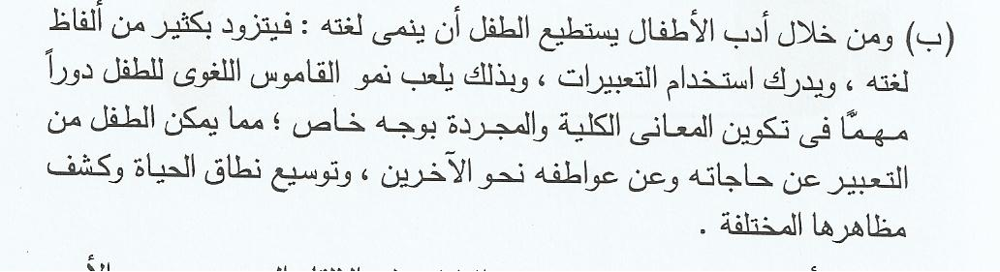 (ب) ومن خلال أدب الأطفال يستطيع الطفل أن ينمى لغته : فيتزود بكثير من ألفاظ
لغته ، ويدرك استخدام التعبيرات ، وبذلك يلعب نمو القاموس اللغوى للطفل دوراً
مهمًّا فى تكوين المعانى الكلية والمجردة بوجه خاص ؛ مما يمكن الطفل من
التعبير عن حاجاته وعن عواطفه نحو الآخرين ، وتوسيع نطاق الحياة وكشف
مظاهرها المختلفة .